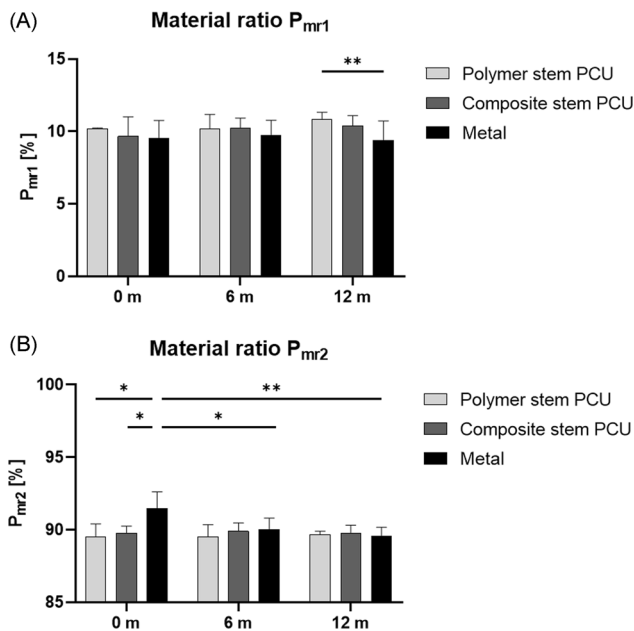 (A)
Material ratio Pmr1
Pmr1 [%]
15
10
5
0
**
0 m
6 m
12 m
Polymer stem PCU
Composite stem PCU
Metal
(B)
Material ratio Pmr2
Pmr2 [%]
100
95
90
85
*
**
*
*
0 m
6 m
12 m
Polymer stem PCU
Composite stem PCU
Metal